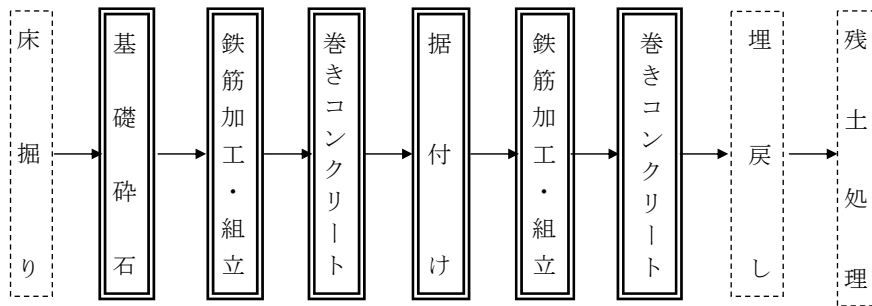 床掘り
基礎砕石
鉄筋加工・組立
巻きコンクリート
据付け
鉄筋加工・組立
巻きコンクリート
埋戻し
残土処理